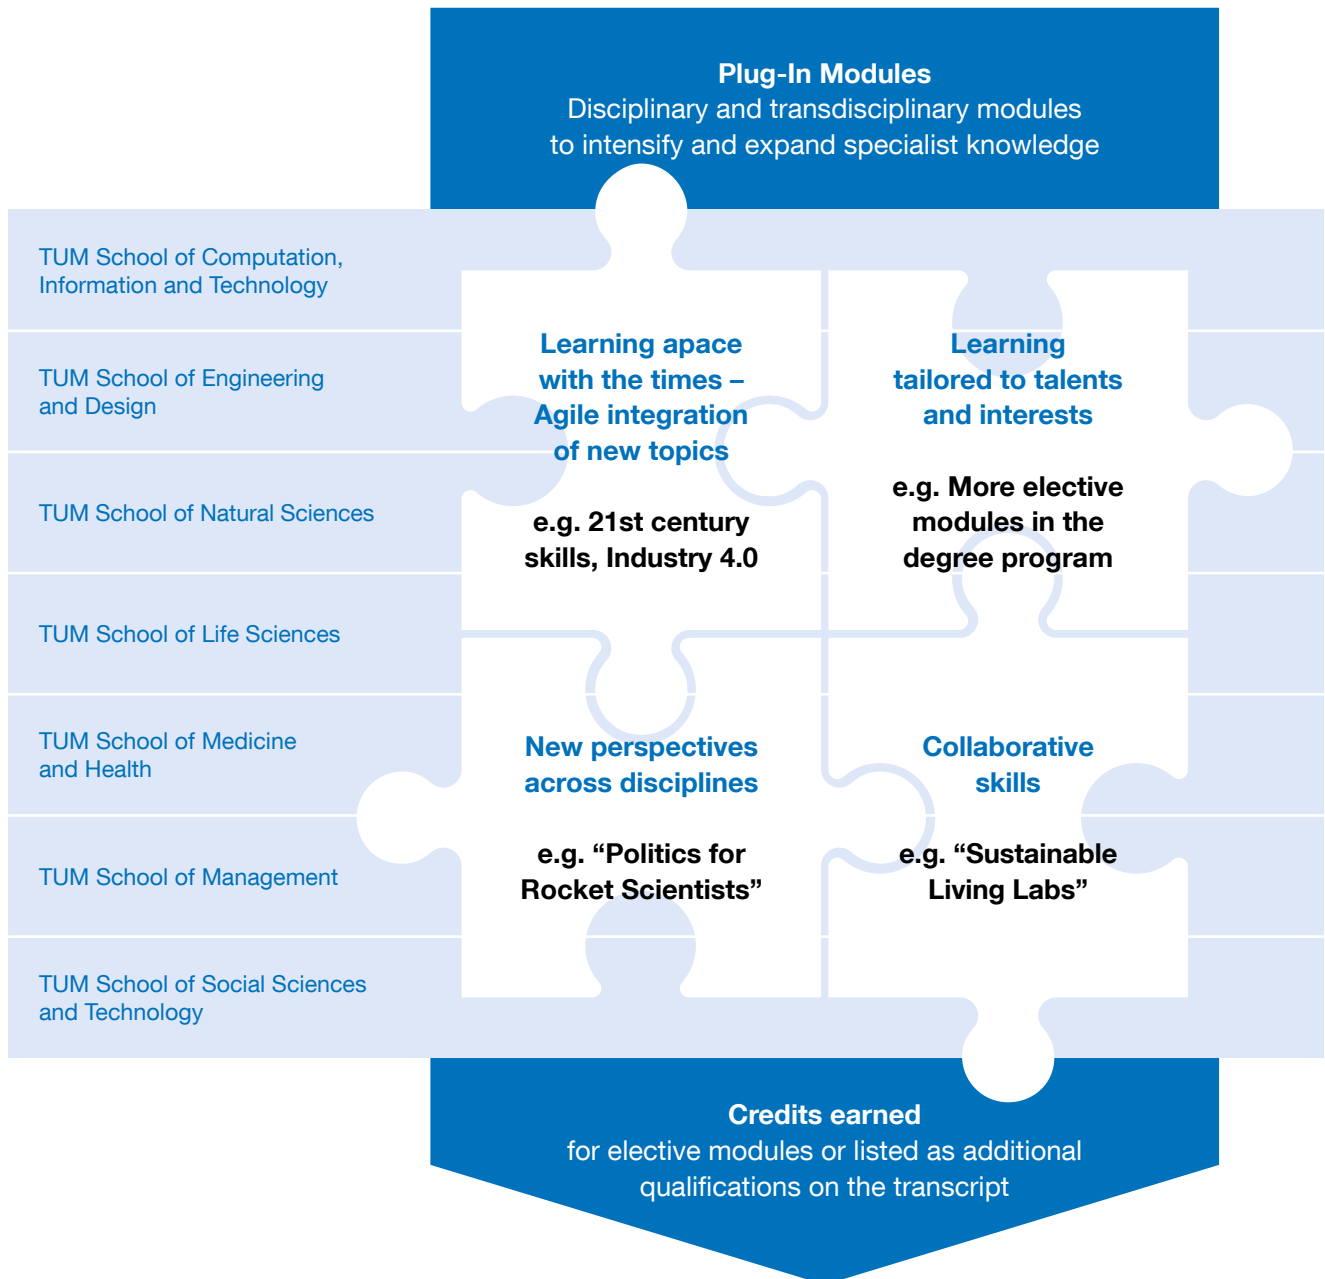 Plug-In Modules
Disciplinary and transdisciplinary modules
to intensify and expand specialist knowledge
TUM School of Computation,
Information and Technology
TUM School of Engineering
and Design
TUM School of Natural Sciences
TUM School of Life Sciences
TUM School of Medicine
and Health
TUM School of Management
TUM School of Social Sciences
and Technology
Learning apace
with the times –
Agile integration
of new topics
e.g. 21st century
skills, Industry 4.0
Learning
tailored to talents
and interests
e.g. More elective
modules in the
degree program
New perspectives
across disciplines
e.g. “Politics for
Rocket Scientists”
Collaborative
skills
e.g. “Sustainable
Living Labs”
Credits earned
for elective modules or listed as additional
qualifications on the transcript